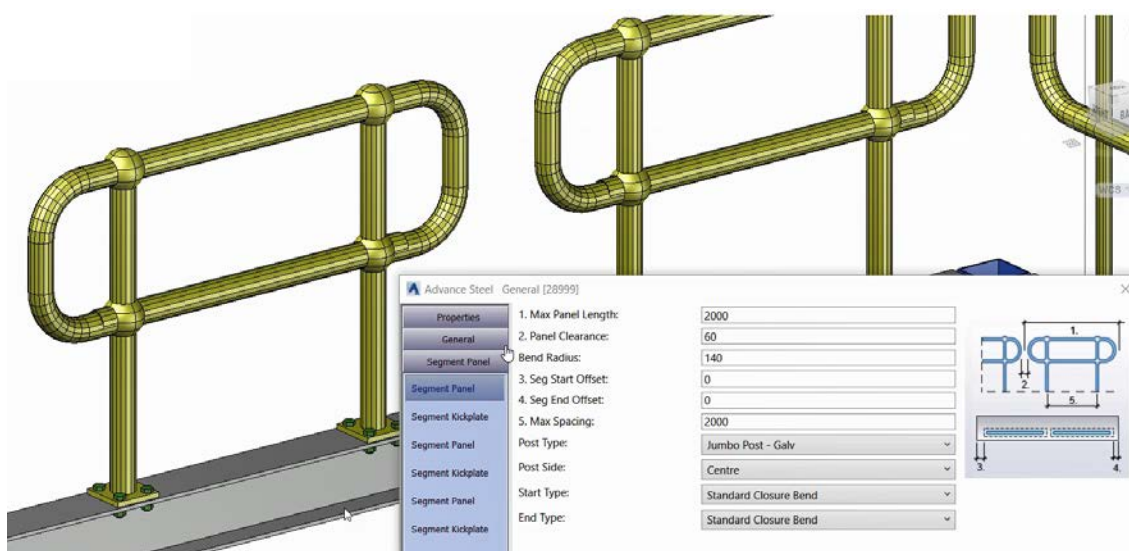 Advance Steel General [28999]
Properties
General
Segment Panel
Segment Panel
Segment Kickplate
Segment Panel
Segment Kickplate
Segment Panel
Segment Kickplate
1. Max Panel Length: 2000
2. Panel Clearance: 60
Bend Radius: 140
3. Seg Start Offset: 0
4. Seg End Offset: 0
5. Max Spacing: 2000
Post Type: Jumbo Post - Galv
Post Side: Centre
Start Type: Standard Closure Bend
End Type: Standard Closure Bend
1.
2.
5.
3.
4.
WCS